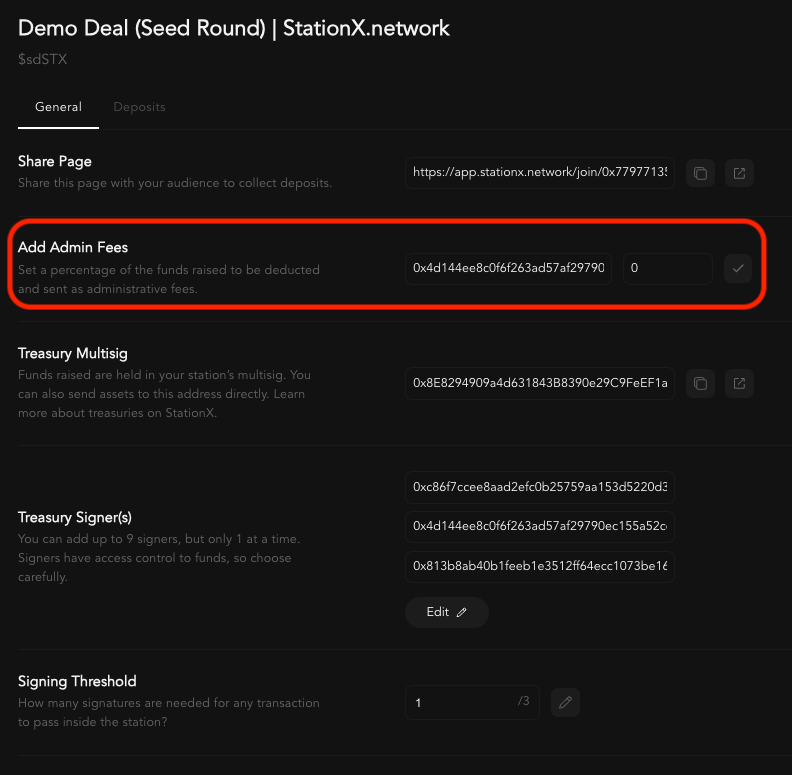 Demo Deal (Seed Round) | StationX.network
$sdSTX
General Deposits
Share Page
Share this page with your audience to collect deposits.
https://app.stationx.network/join/0x77977135
Add Admin Fees
Set a percentage of the funds raised to be deducted
and sent as administrative fees.
0x4d144ee8c0f6f263ad57af29790
0
Treasury Multisig
Funds raised are held in your station's multisig. You
can also send assets to this address directly. Learn
more about treasuries on StationX.
0x8E8294909a4d631843B8390e29C9FeEF1a
Treasury Signer(s)
You can add up to 9 signers, but only 1 at a time.
Signers have access control to funds, so choose
carefully.
0xc86f7ccee8aad2efc0b25759aa153d5220d3
0x4d144ee8c0f6f263ad57af29790ec155a52c
0x813b8ab40b1feeb1e3512ff64ecc1073be16
Edit
Signing Threshold
How many signatures are needed for any transaction
to pass inside the station?
1 /3